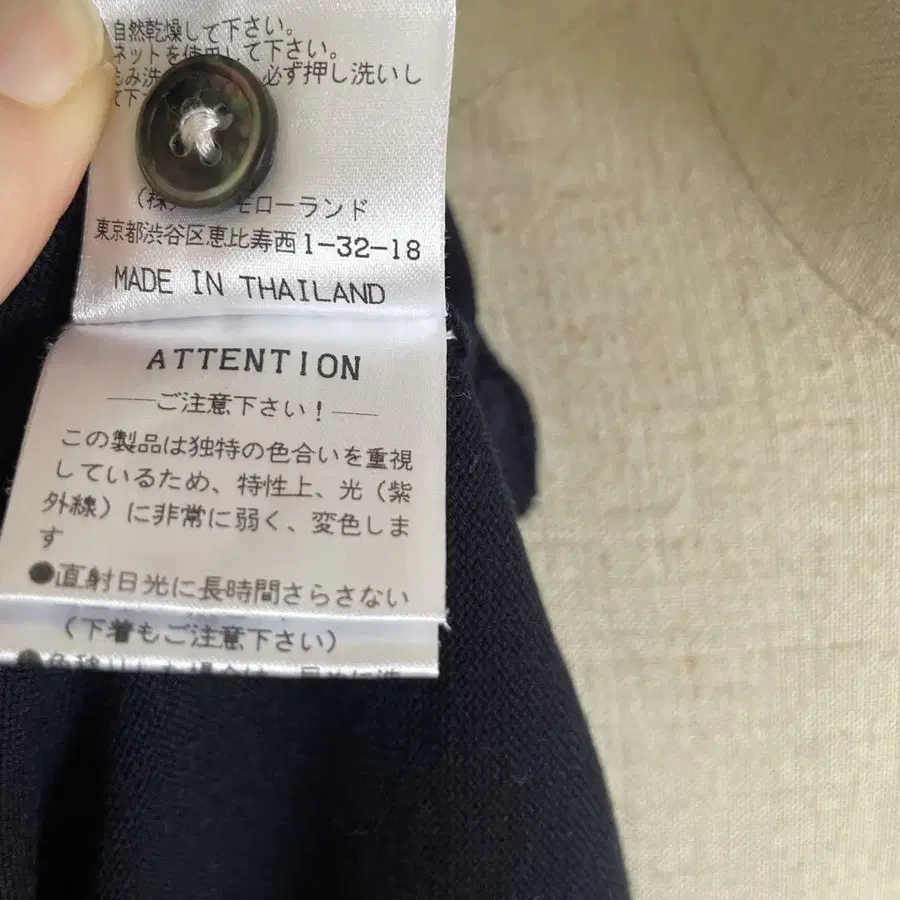 自然乾燥して下さい。
ネットを使用して下さい。
もみ洗 必ず押し洗いし
て下
(株) モローランド
東京都渋谷区恵比寿西1-32-18
MADE IN THAILAND
ATTENTION
ご注意下さい!
この製品は独特の色合いを重視
しているため、特性上、光(紫
外線)に非常に弱く、変色しま
す
●直射日光に長時間さらさない
(下着もご注意下さい)